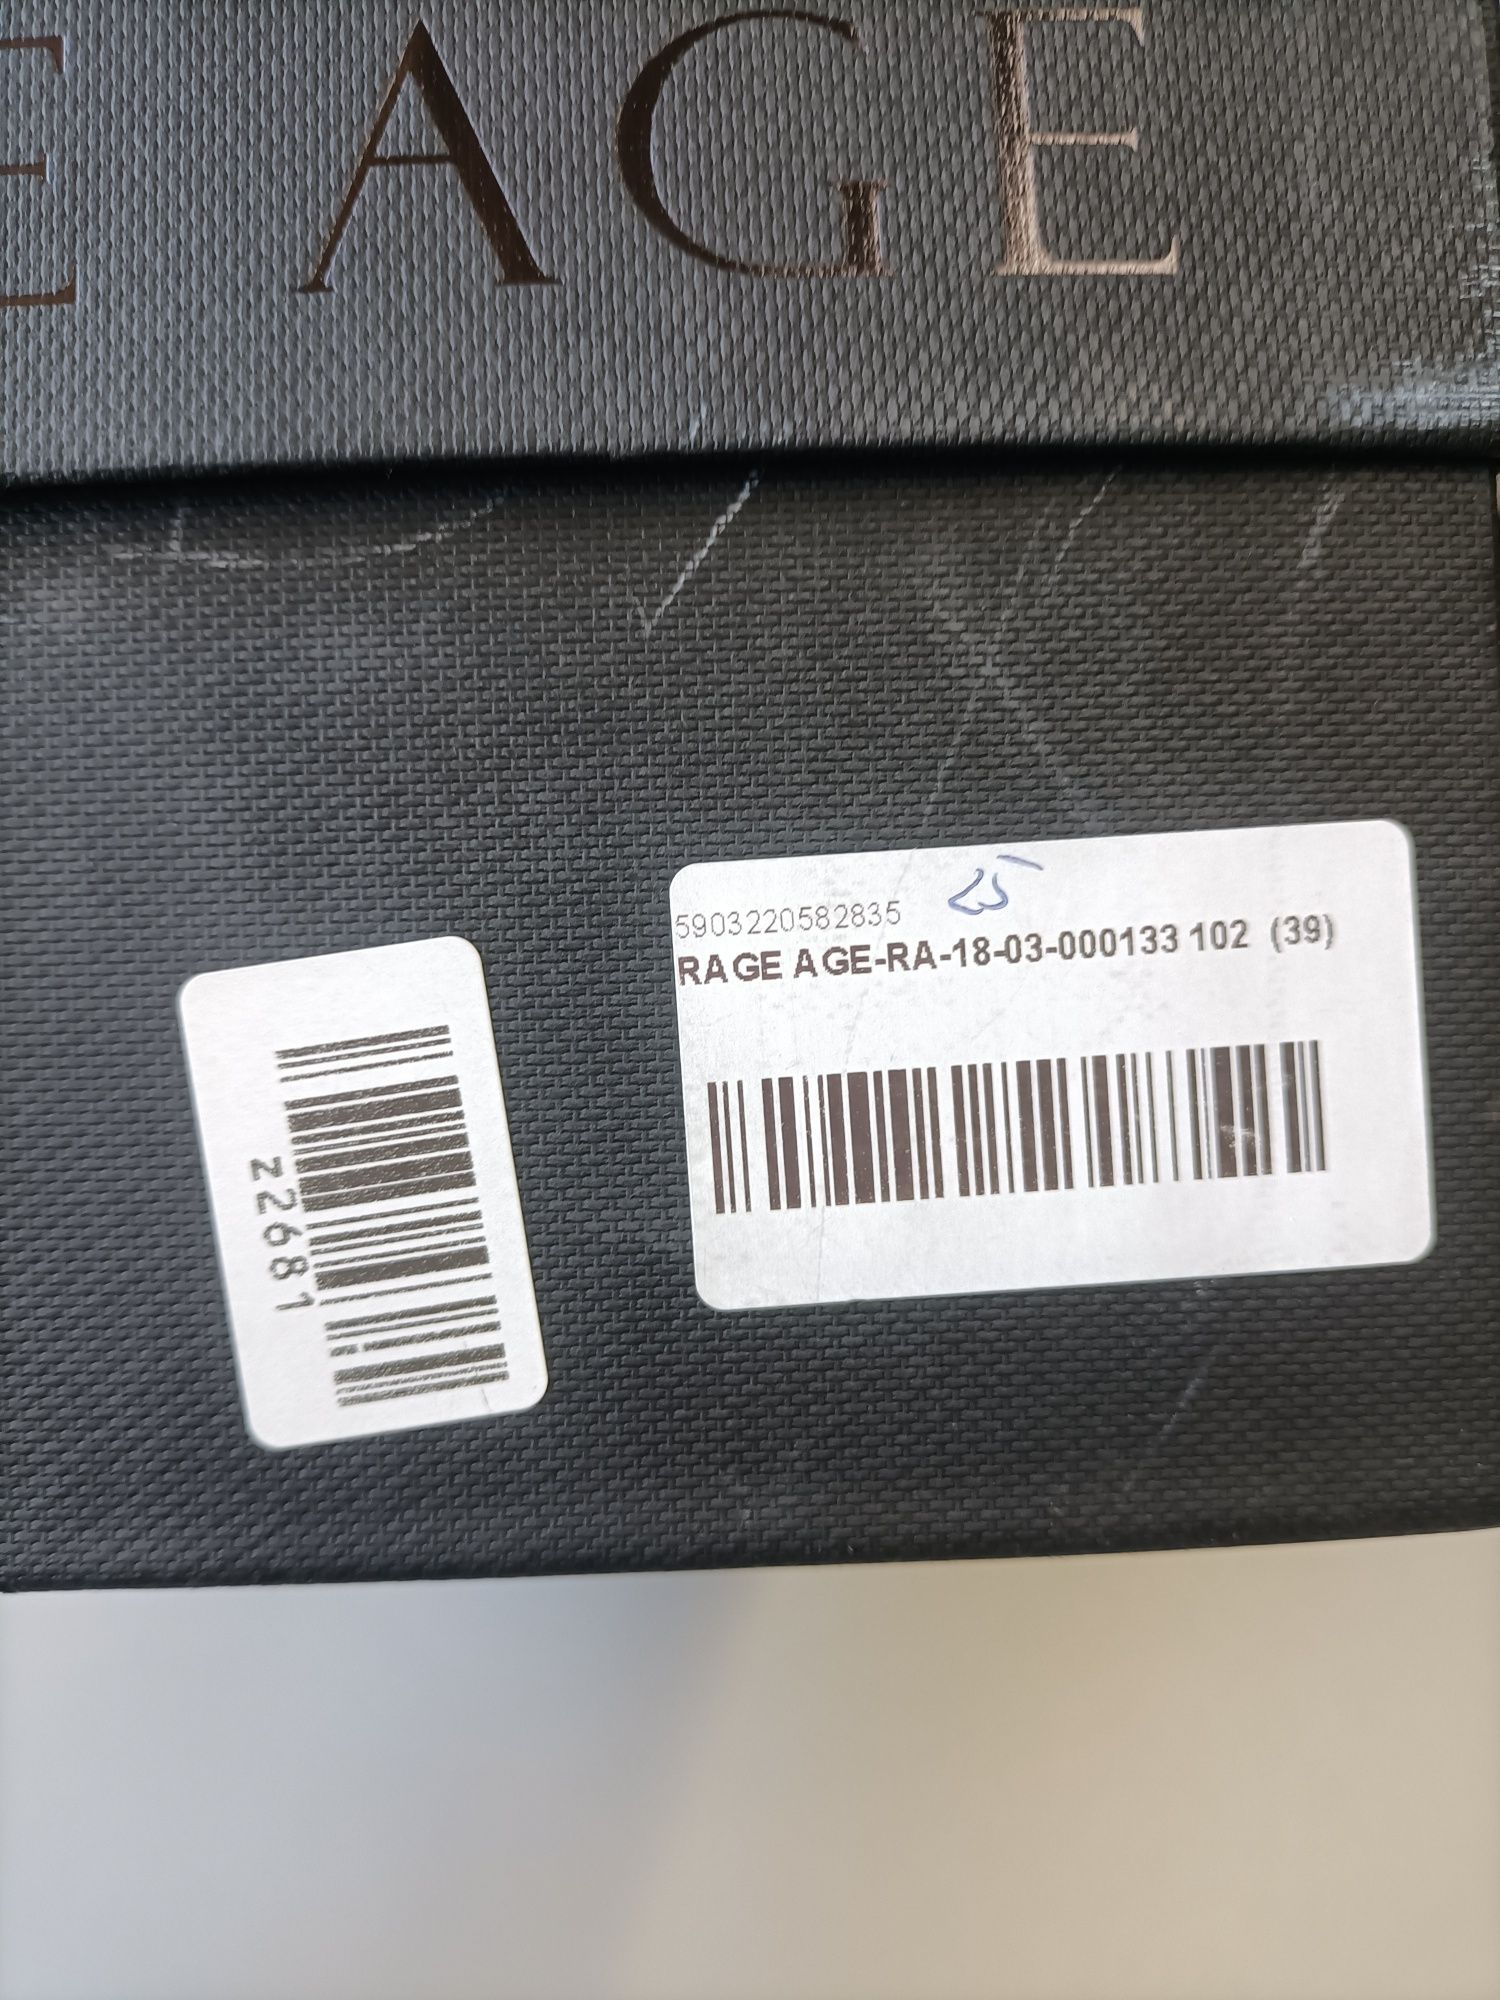 E AGE
5903220582835
RAGE AGE-RA-18-03-000133 102 (39)
z2681